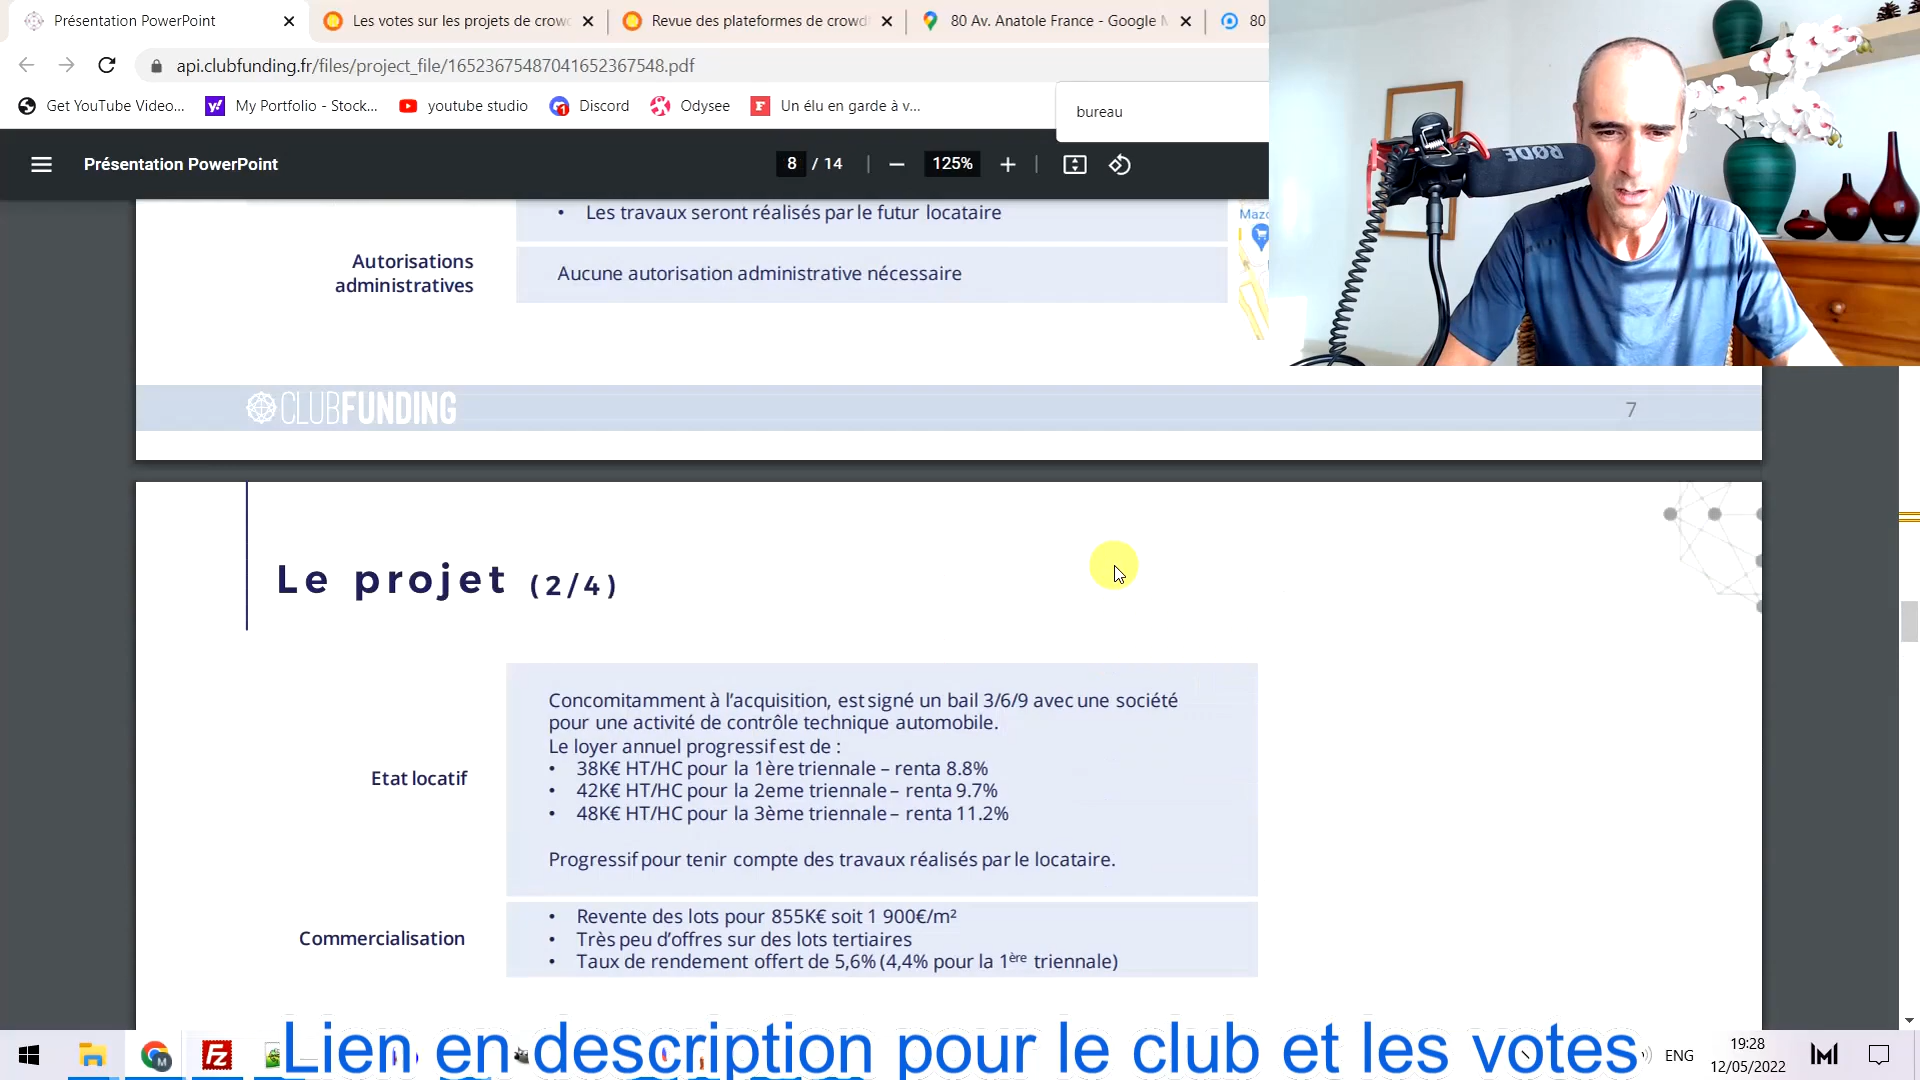 Présentation PowerPoint
Les votes sur les projets de crow
Revue des plateformes de crowd
80 Av. Anatole France - Google M
80
api.clubfunding.fr/files/project_file/16523675487041652367548.pdf
Get YouTube Video...
My Portfolio - Stock...
youtube studio
Discord
Odysee
Un élu en garde à v...
bureau
Présentation PowerPoint
8 / 14
125%
RØDE
• Les travaux seront réalisés par le futur locataire
Autorisations
administratives
Aucune autorisation administrative nécessaire
CLUBFUNDING
7
Le projet (2/4)
Etat locatif
Concomitamment à l'acquisition, est signé un bail 3/6/9 avec une société
pour une activité de contrôle technique automobile.
Le loyer annuel progressif est de :
• 38K€ HT/HC pour la 1ère triennale – renta 8.8%
• 42K€ HT/HC pour la 2eme triennale – renta 9.7%
• 48K€ HT/HC pour la 3ème triennale – renta 11.2%
Progressif pour tenir compte des travaux réalisés par le locataire.
Commercialisation
• Revente des lots pour 855K€ soit 1 900€/m²
• Très peu d'offres sur des lots tertiaires
• Taux de rendement offert de 5,6% (4,4% pour la 1ère triennale)
Lien en description pour le club et les votes
ENG
19:28
12/05/2022